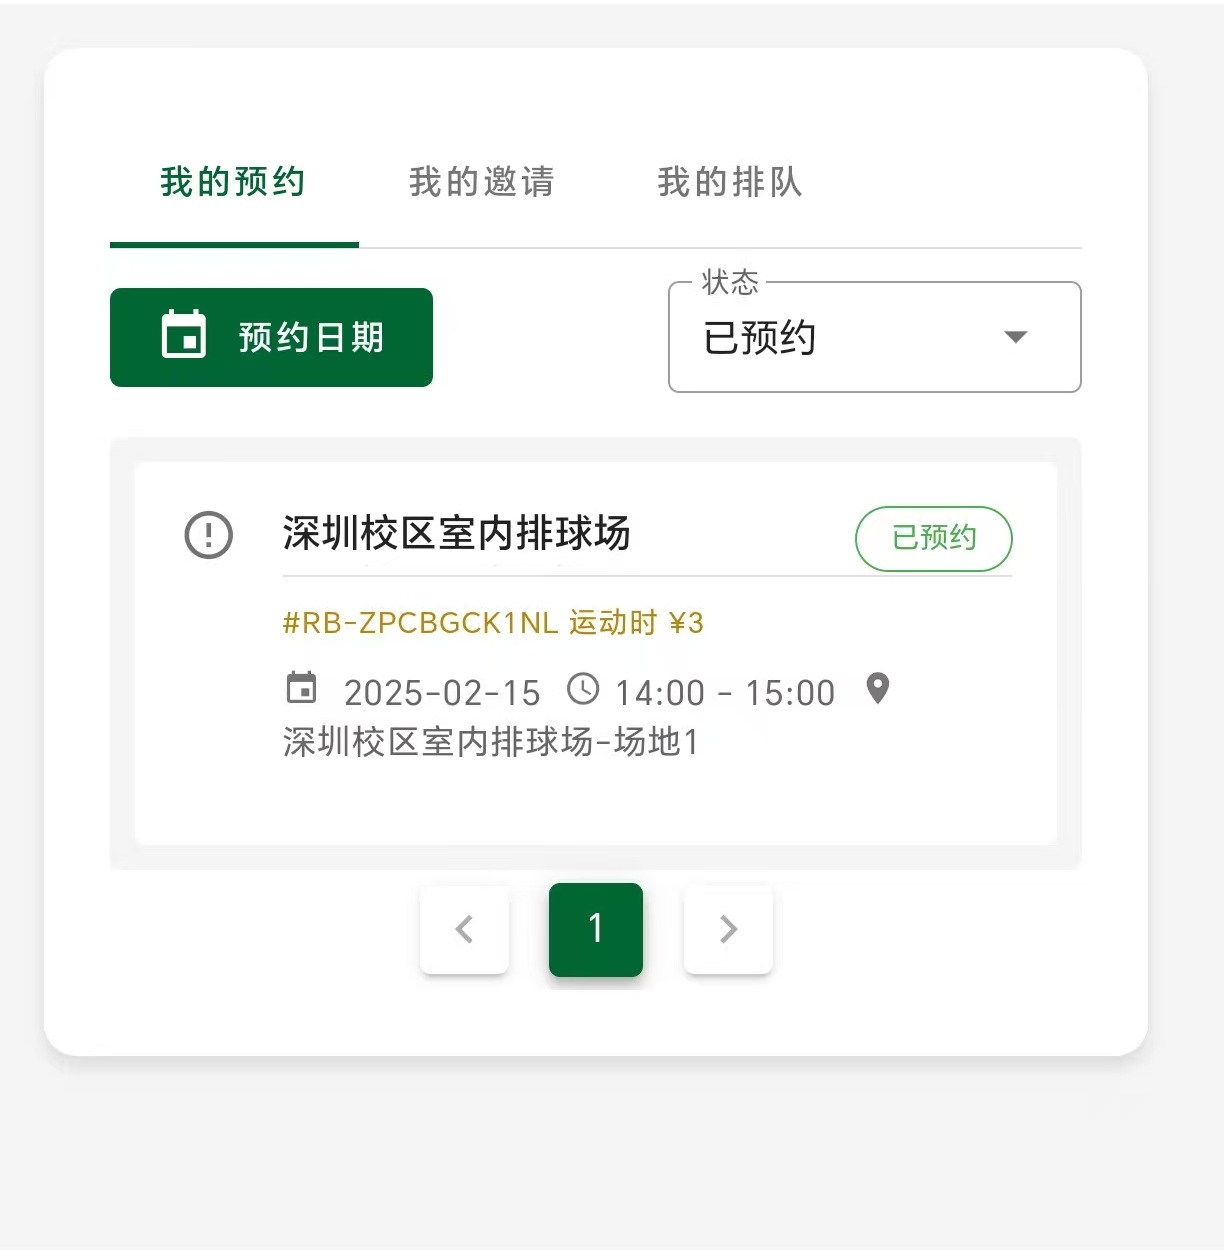 我的预约 我的邀请 我的排队
状态
预约日期 已预约
深圳校区室内排球场 已预约
#RB-ZPCBGCK1NL 运动时 ¥3
2025-02-15 14:00 - 15:00
深圳校区室内排球场-场地1
1